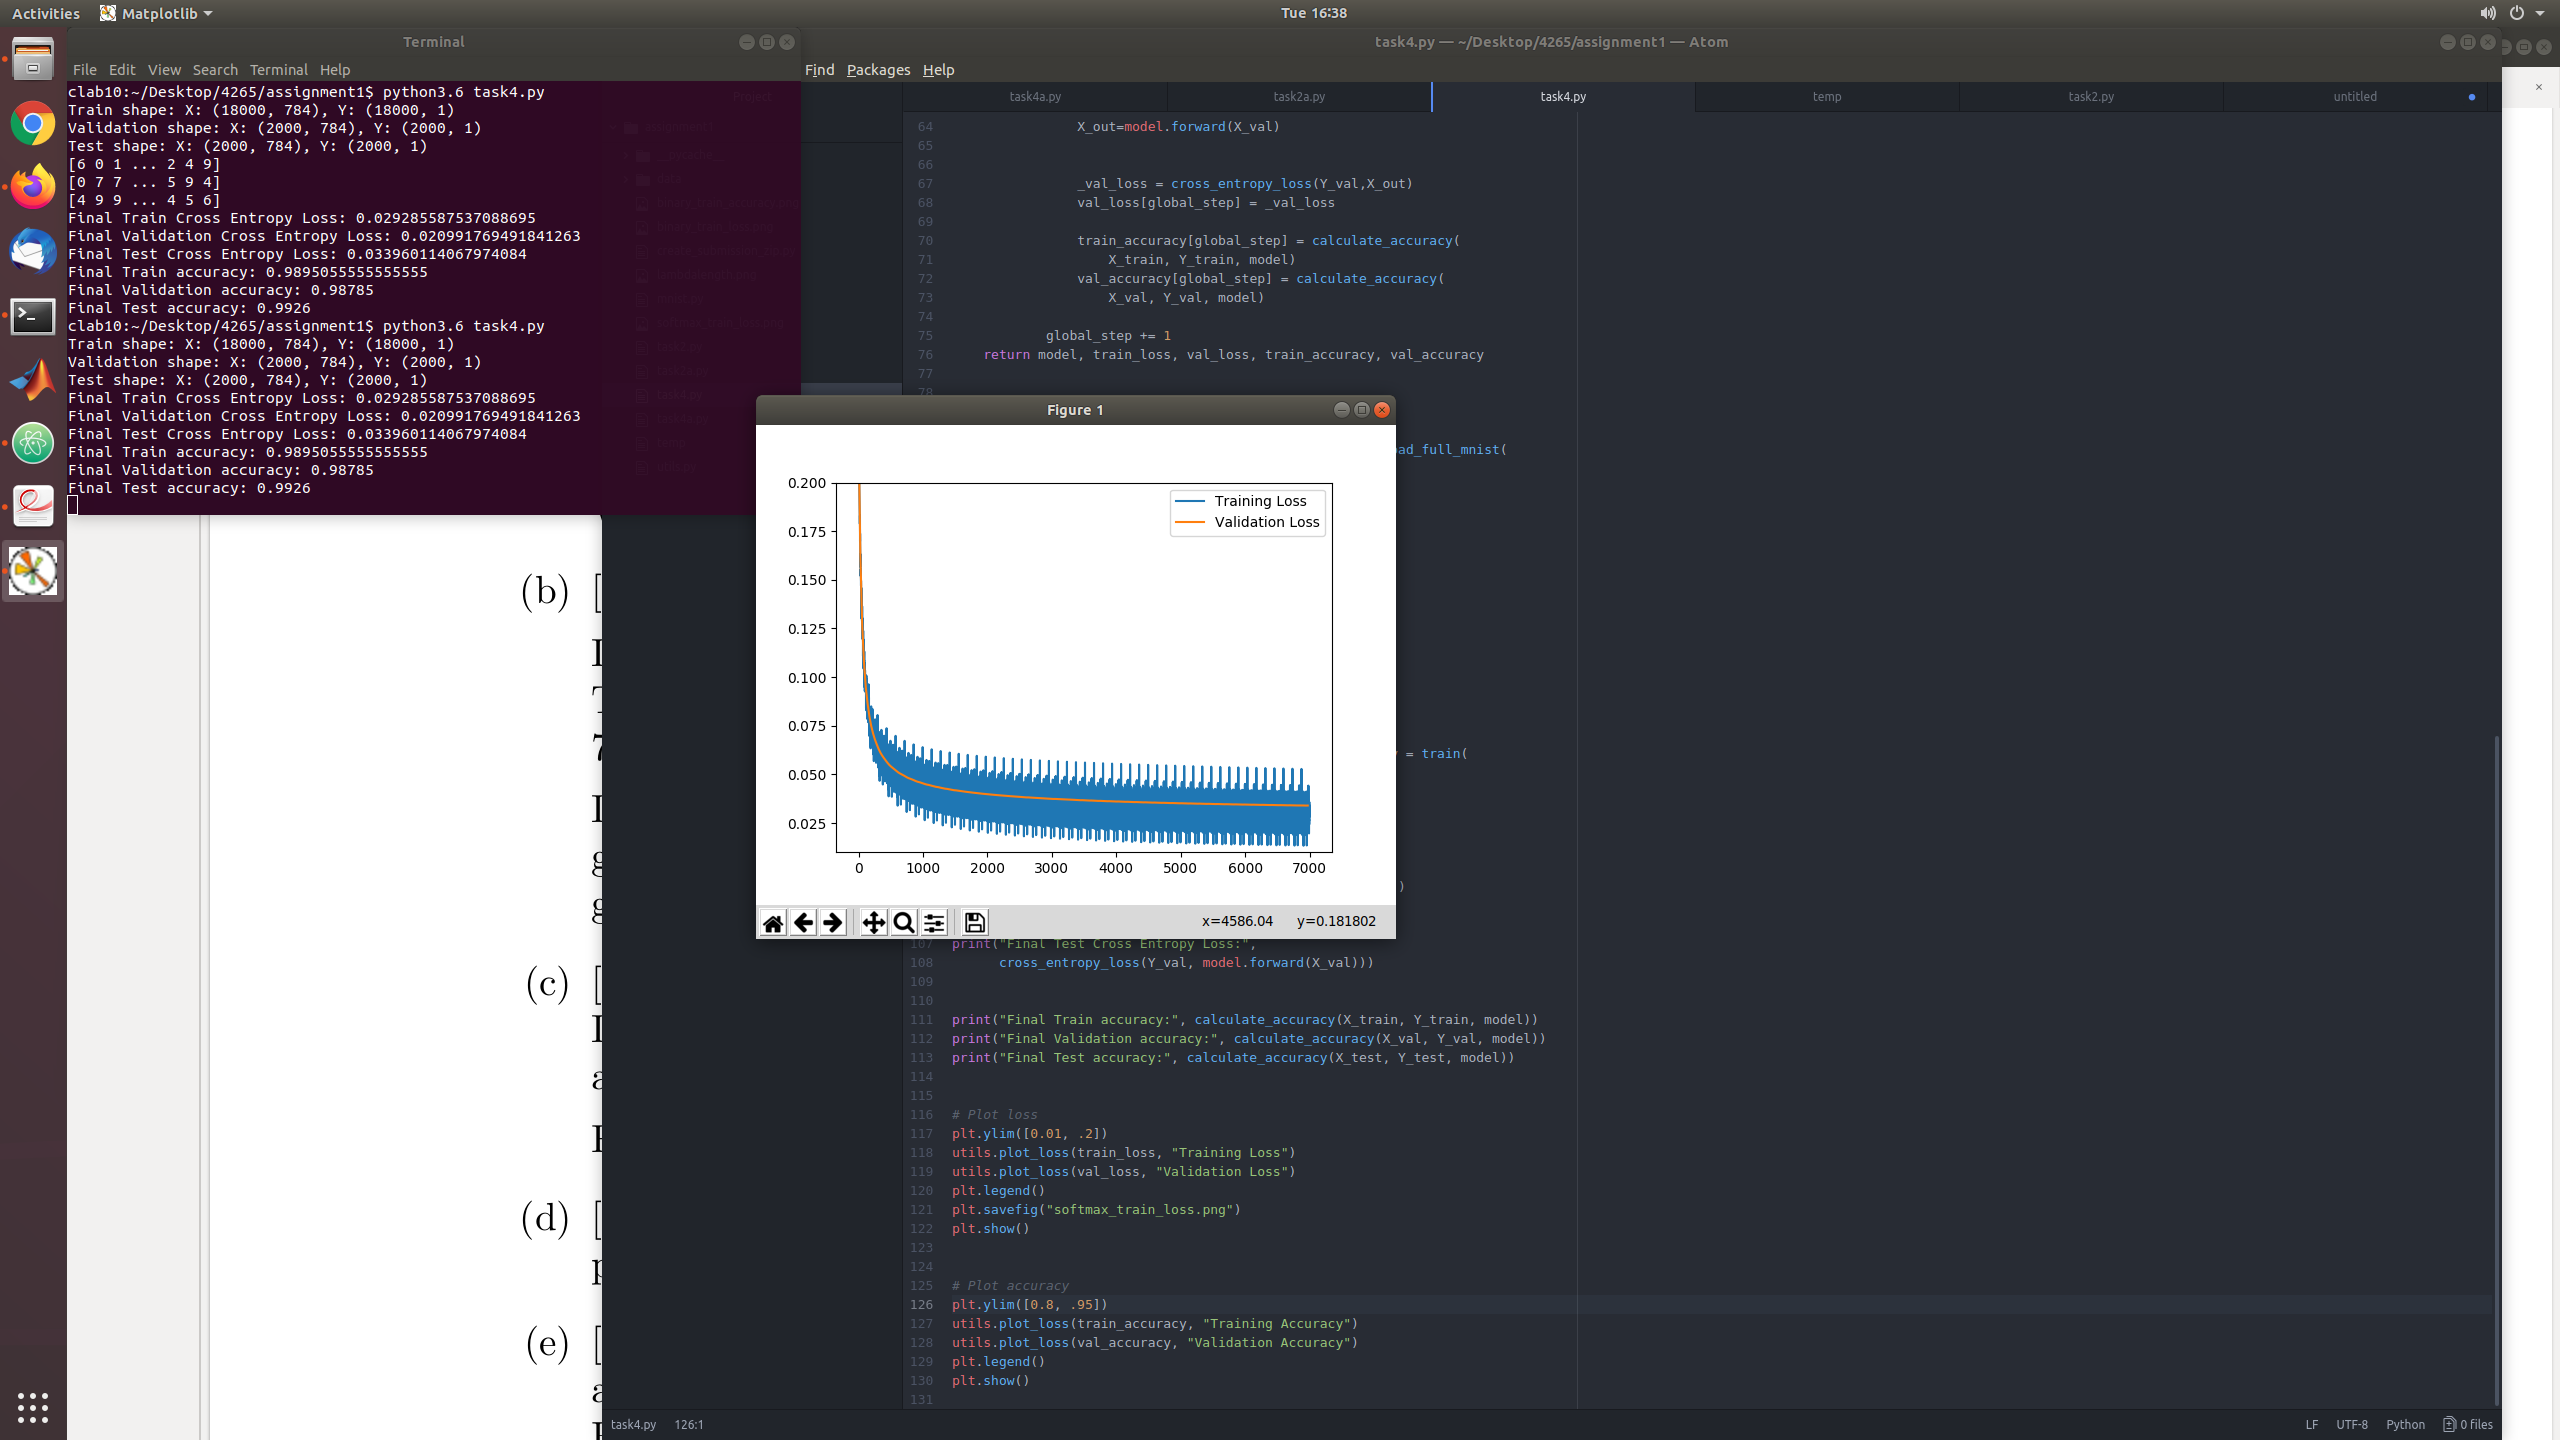 Activities Matplotlib Tue 16:38
Terminal
File Edit View Search Terminal Help
clab10:~/Desktop/4265/assignment1$ python3.6 task4.py
Train shape: X: (18000, 784), Y: (18000, 1)
Validation shape: X: (2000, 784), Y: (2000, 1)
Test shape: X: (2000, 784), Y: (2000, 1)
[6 0 1 ... 2 4 9]
[0 7 7 ... 5 9 4]
[4 9 9 ... 4 5 6]
Final Train Cross Entropy Loss: 0.029285587537088695
Final Validation Cross Entropy Loss: 0.020991769491841263
Final Test Cross Entropy Loss: 0.033960114067974084
Final Train accuracy: 0.9895055555555555
Final Validation accuracy: 0.98785
Final Test accuracy: 0.9926
clab10:~/Desktop/4265/assignment1$ python3.6 task4.py
Train shape: X: (18000, 784), Y: (18000, 1)
Validation shape: X: (2000, 784), Y: (2000, 1)
Test shape: X: (2000, 784), Y: (2000, 1)
Final Train Cross Entropy Loss: 0.029285587537088695
Final Validation Cross Entropy Loss: 0.020991769491841263
Final Test Cross Entropy Loss: 0.033960114067974084
Final Train accuracy: 0.9895055555555555
Final Validation accuracy: 0.98785
Final Test accuracy: 0.9926
task4.py — ~/Desktop/4265/assignment1 — Atom
Find Packages Help
task4a.py task2a.py task4.py temp task2.py untitled
64 X_out=model.forward(X_val)
65
66
67 _val_loss = cross_entropy_loss(Y_val,X_out)
68 val_loss[global_step] = _val_loss
69
70 train_accuracy[global_step] = calculate_accuracy(
71 X_train, Y_train, model)
72 val_accuracy[global_step] = calculate_accuracy(
73 X_val, Y_val, model)
74
75 global_step += 1
76 return model, train_loss, val_loss, train_accuracy, val_accuracy
77
78
ad_full_mnist(
= train(
)
Figure 1
Training Loss
Validation Loss
0.200
0.175
0.150
0.125
0.100
0.075
0.050
0.025
0 1000 2000 3000 4000 5000 6000 7000
x=4586.04 y=0.181802
107 print("Final Test Cross Entropy Loss:",
108 cross_entropy_loss(Y_val, model.forward(X_val)))
109
110
111 print("Final Train accuracy:", calculate_accuracy(X_train, Y_train, model))
112 print("Final Validation accuracy:", calculate_accuracy(X_val, Y_val, model))
113 print("Final Test accuracy:", calculate_accuracy(X_test, Y_test, model))
114
115
116 # Plot loss
117 plt.ylim([0.01, .2])
118 utils.plot_loss(train_loss, "Training Loss")
119 utils.plot_loss(val_loss, "Validation Loss")
120 plt.legend()
121 plt.savefig("softmax_train_loss.png")
122 plt.show()
123
124
125 # Plot accuracy
126 plt.ylim([0.8, .95])
127 utils.plot_loss(train_accuracy, "Training Accuracy")
128 utils.plot_loss(val_accuracy, "Validation Accuracy")
129 plt.legend()
130 plt.show()
131
task4.py 126:1 LF UTF-8 Python 0 files
(b) [
(c) [
(d) [
(e) [